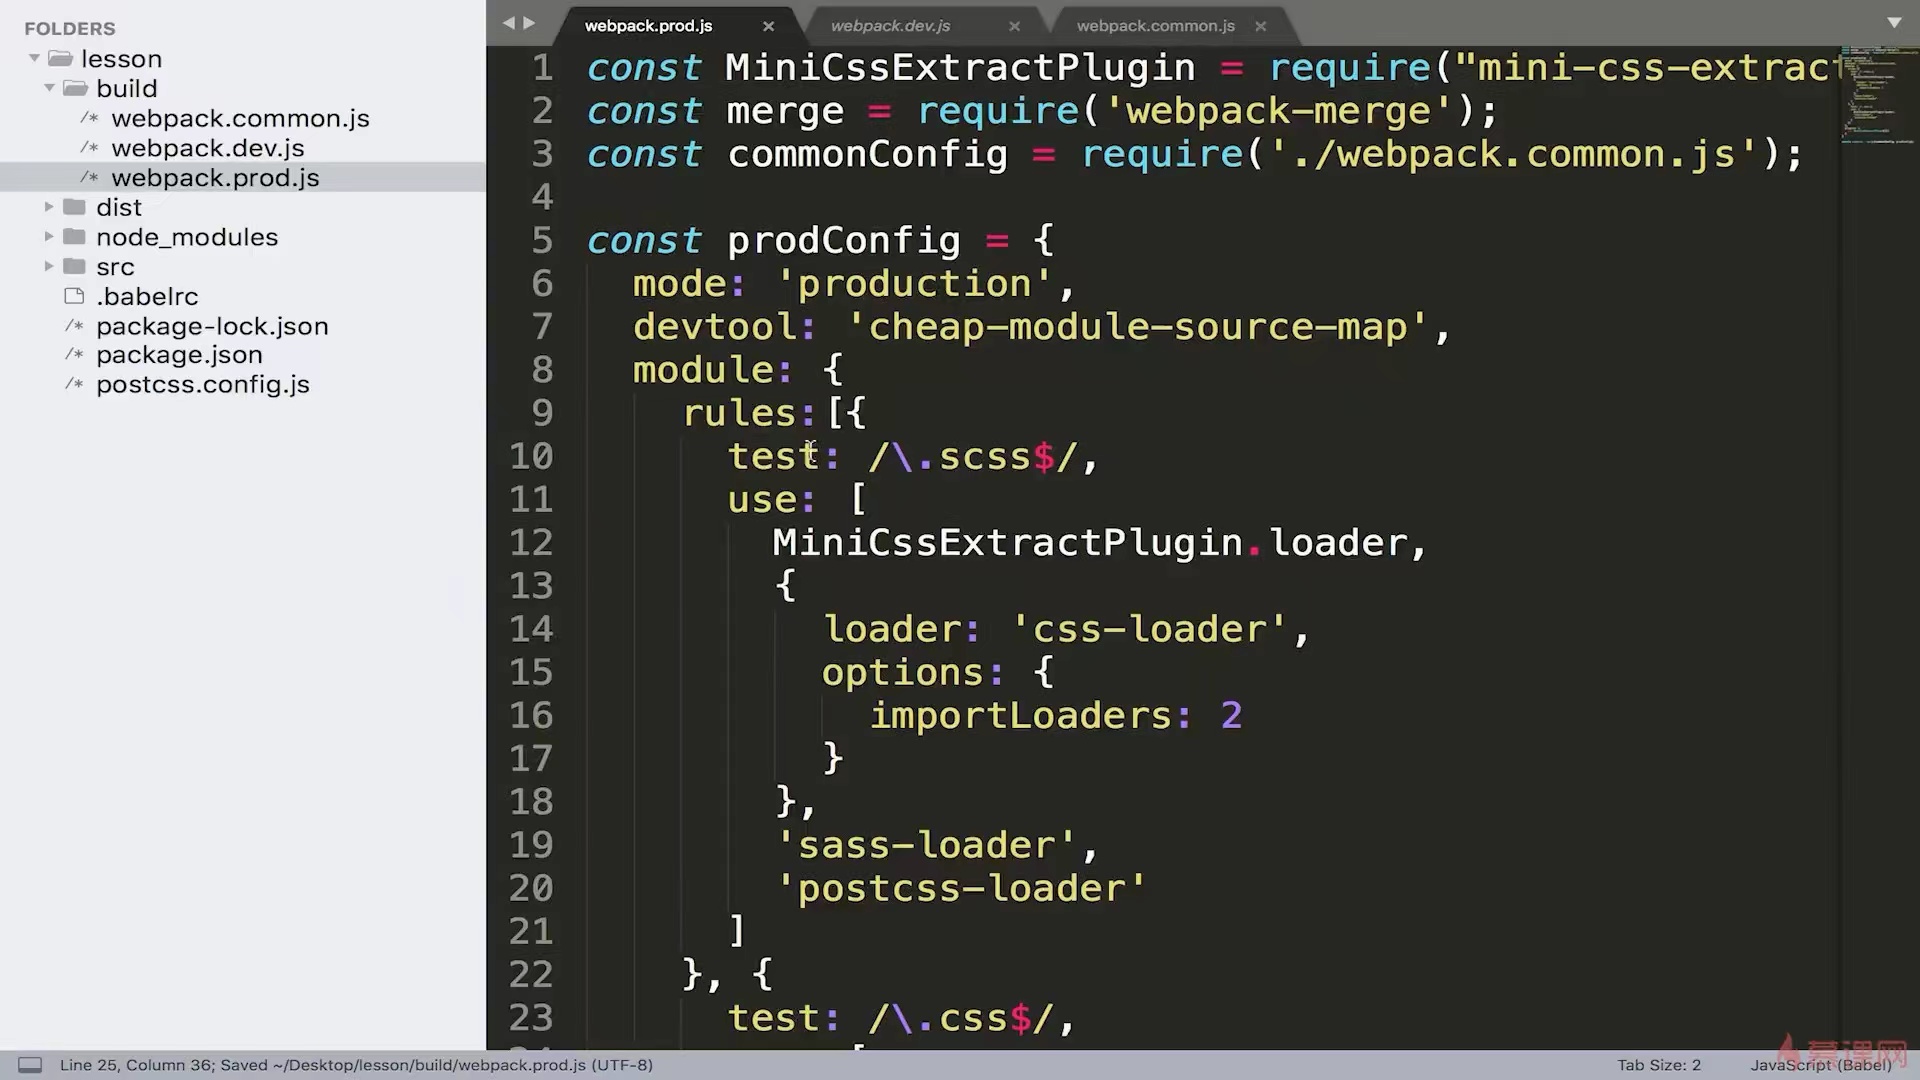 FOLDERS
lesson
build
/* webpack.common.js
/* webpack.dev.js
/* webpack.prod.js
dist
node_modules
src
.babelrc
/* package-lock.json
/* package.json
/* postcss.config.js
webpack.prod.js × webpack.dev.js × webpack.common.js ×
1 const MiniCssExtractPlugin = require("mini-css-extract
2 const merge = require('webpack-merge');
3 const commonConfig = require('./webpack.common.js');
4
5 const prodConfig = {
6 mode: 'production',
7 devtool: 'cheap-module-source-map',
8 module: {
9 rules:[{
10 test: /\.scss$/,
11 use: [
12 MiniCssExtractPlugin.loader,
13 {
14 loader: 'css-loader',
15 options: {
16 importLoaders: 2
17 }
18 },
19 'sass-loader',
20 'postcss-loader'
21 ]
22 }, {
23 test: /\.css$/,
Line 25, Column 36; Saved ~/Desktop/lesson/build/webpack.prod.js (UTF-8)
Tab Size: 2
JavaScript (Babel)
慕课网